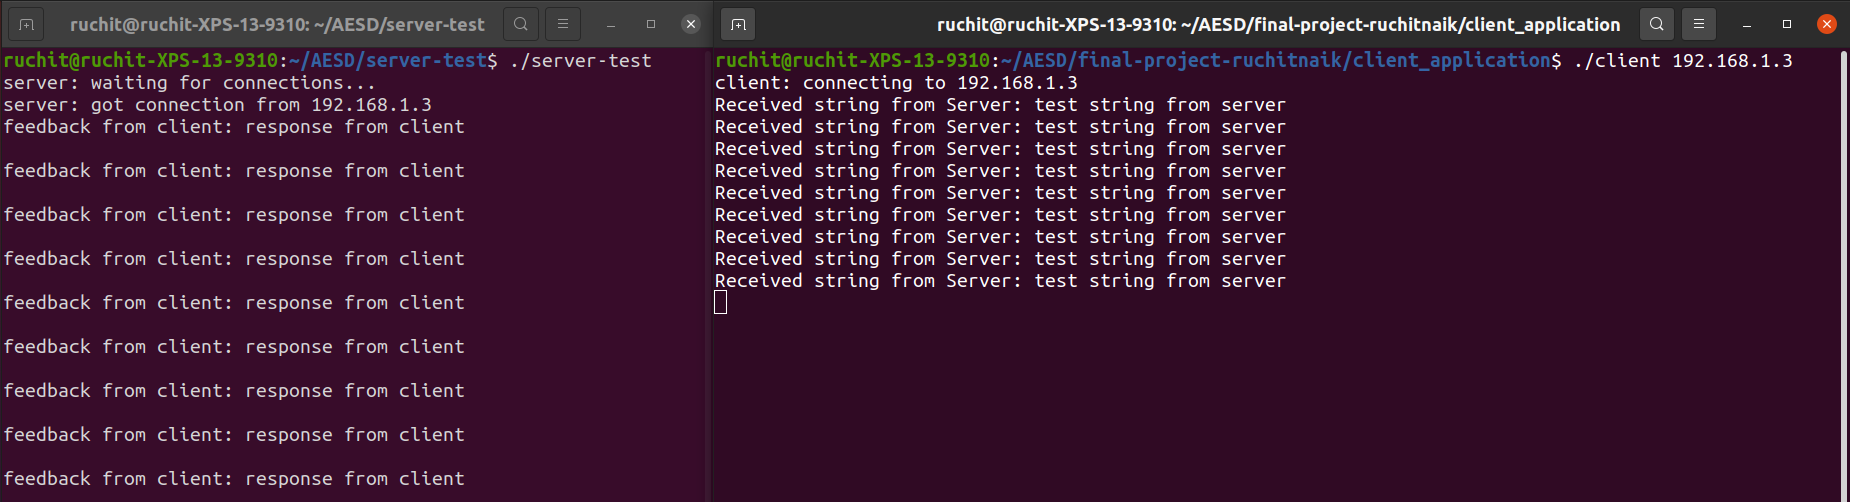 ruchit@ruchit-XPS-13-9310: ~/AESD/server-test
ruchit@ruchit-XPS-13-9310:~/AESD/server-test$ ./server-test
server: waiting for connections...
server: got connection from 192.168.1.3
feedback from client: response from client
feedback from client: response from client
feedback from client: response from client
feedback from client: response from client
feedback from client: response from client
feedback from client: response from client
feedback from client: response from client
feedback from client: response from client
feedback from client: response from client
ruchit@ruchit-XPS-13-9310: ~/AESD/final-project-ruchitnaik/client_application
ruchit@ruchit-XPS-13-9310:~/AESD/final-project-ruchitnaik/client_application$ ./client 192.168.1.3
client: connecting to 192.168.1.3
Received string from Server: test string from server
Received string from Server: test string from server
Received string from Server: test string from server
Received string from Server: test string from server
Received string from Server: test string from server
Received string from Server: test string from server
Received string from Server: test string from server
Received string from Server: test string from server
Received string from Server: test string from server